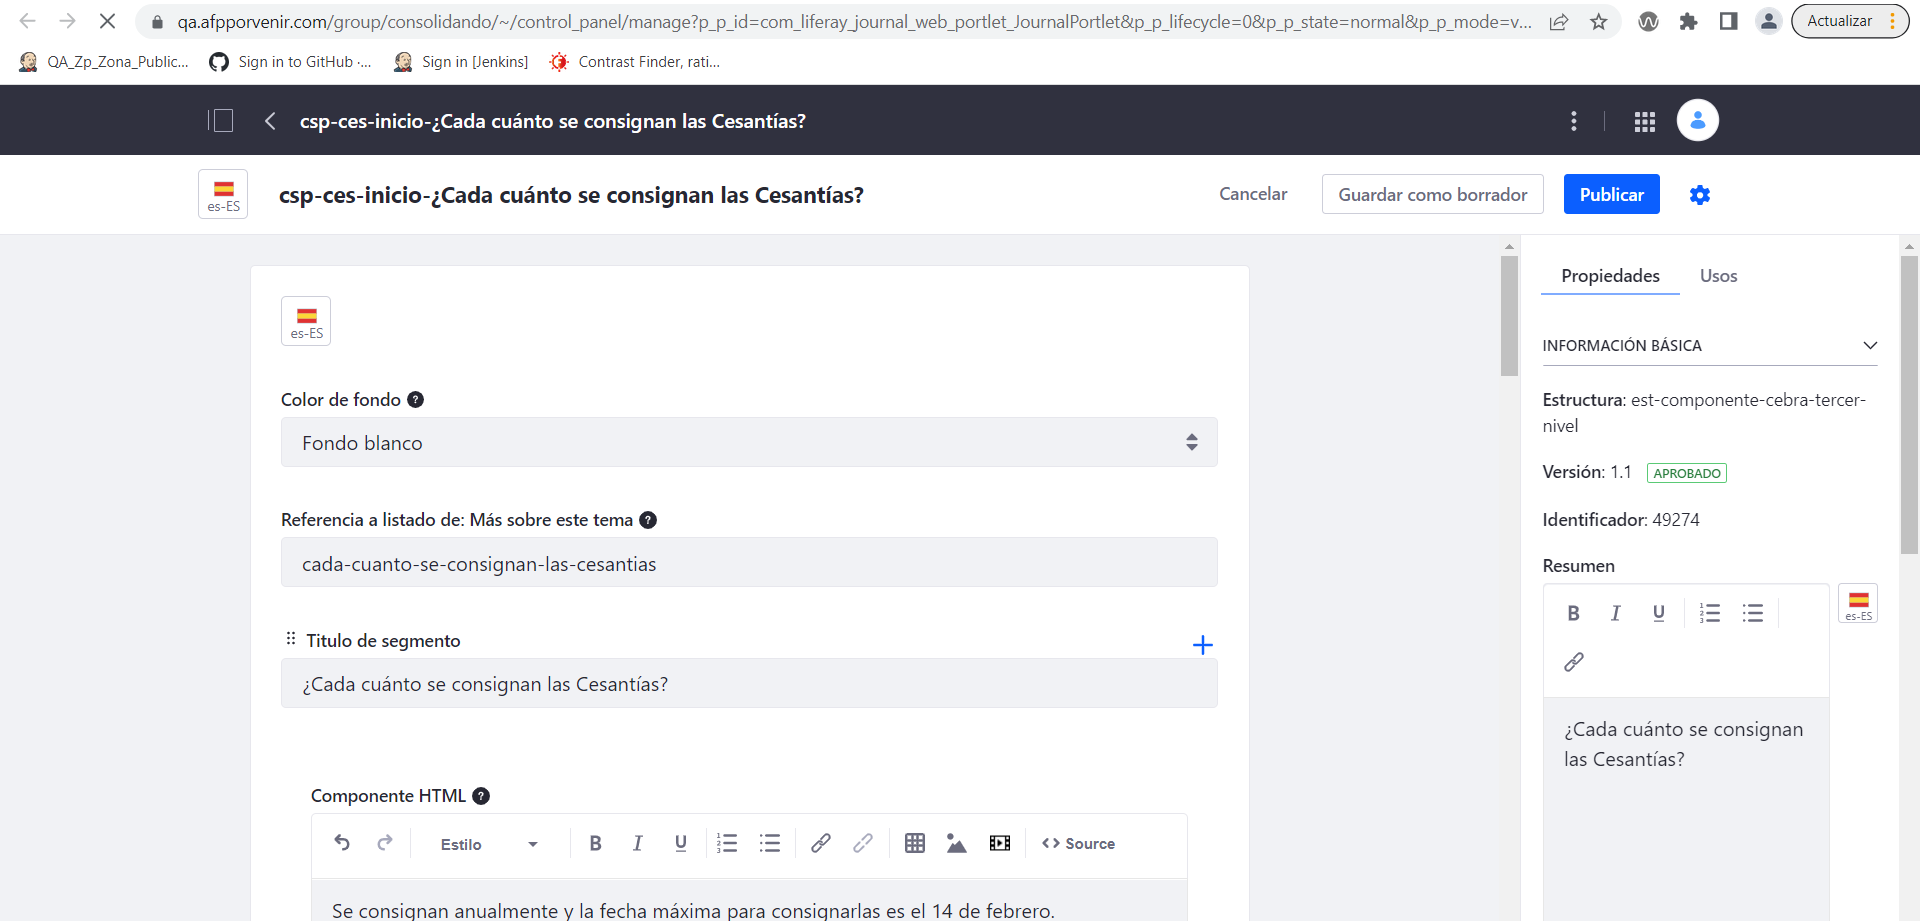 qa.afpporvenir.com/group/consolidando/~/control_panel/manage?p_p_id=com_liferay_journal_web_portlet_JournalPortlet&p_p_lifecycle=0&p_p_state=normal&p_p_mode=v...
Actualizar
QA_Zp_Zona_Public...
Sign in to GitHub ·...
Sign in [Jenkins]
Contrast Finder, rati...
csp-ces-inicio-¿Cada cuánto se consignan las Cesantías?
es-ES
csp-ces-inicio-¿Cada cuánto se consignan las Cesantías?
Cancelar
Guardar como borrador
Publicar
es-ES
Color de fondo ?
Fondo blanco
Referencia a listado de: Más sobre este tema ?
cada-cuanto-se-consignan-las-cesantias
Titulo de segmento
¿Cada cuánto se consignan las Cesantías?
Componente HTML ?
Estilo
B I U
Source
Se consignan anualmente y la fecha máxima para consignarlas es el 14 de febrero.
Propiedades
Usos
INFORMACIÓN BÁSICA
Estructura: est-componente-cebra-tercer-
nivel
Versión: 1.1 APROBADO
Identificador: 49274
Resumen
B I U
es-ES
¿Cada cuánto se consignan
las Cesantías?